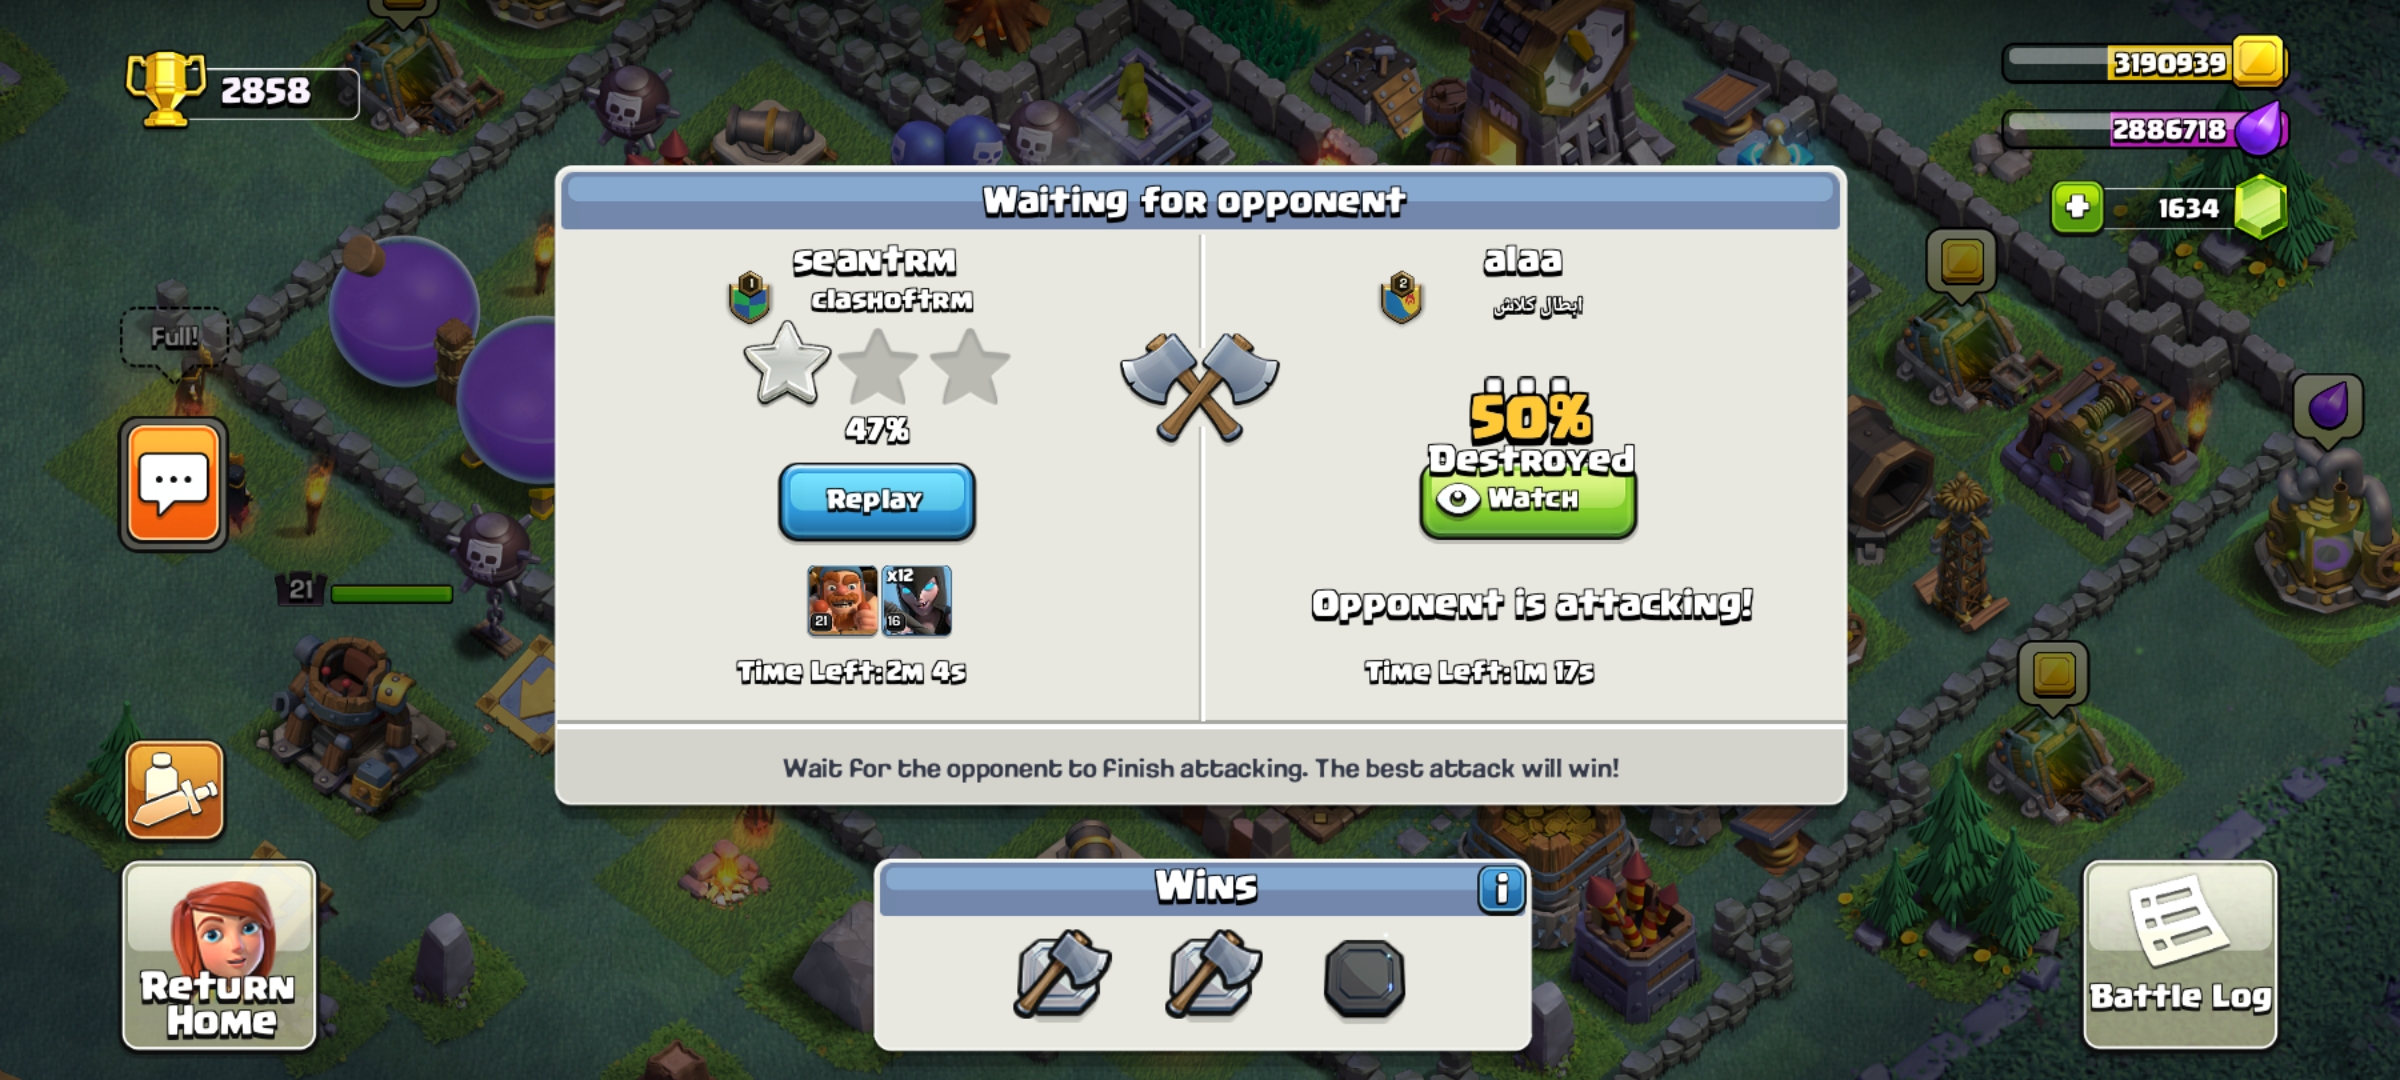 2858
3190939
2886718
1634
Full!
21
Waiting for opponent
seantrm
1
clashoftrm
47%
Replay
x12
21
16
Time Left: 2m 4s
alaa
2
ابطال كلاش
50%
Destroyed
Watch
Opponent is attacking!
Time Left: 1m 17s
Wait for the opponent to finish attacking. The best attack will win!
Wins
i
Return
Home
Battle Log